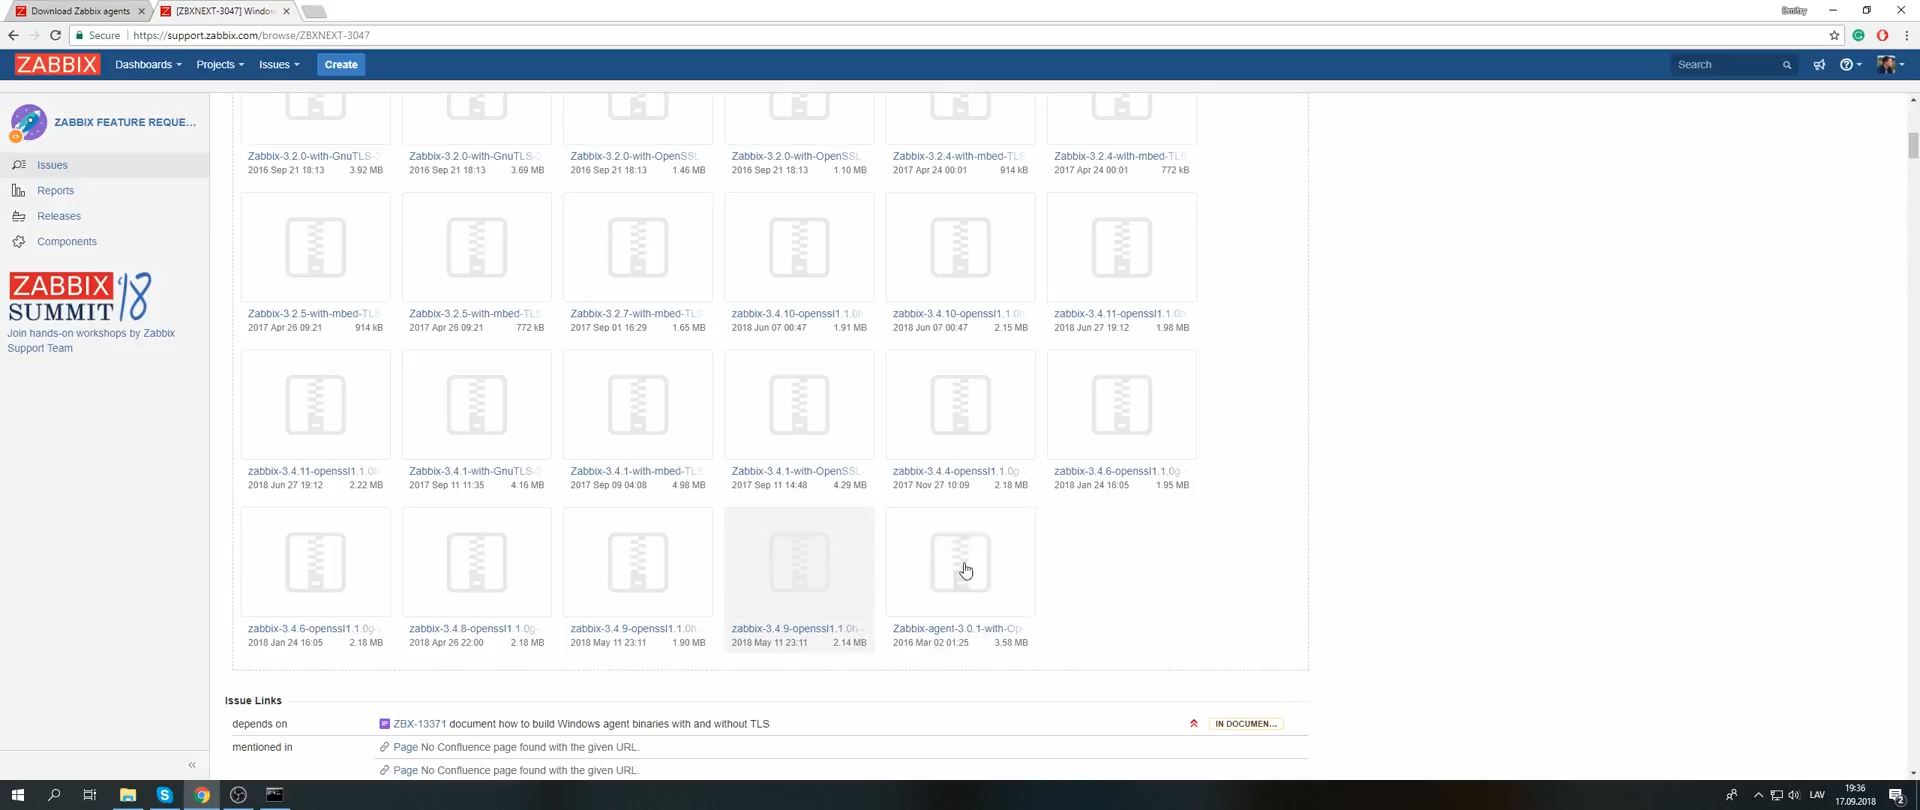 Download Zabbix agents
[ZBXNEXT-3047] Window
Dmitry
Secure
https://support.zabbix.com/browse/ZBXNEXT-3047
ZABBIX
Dashboards
Projects
Issues
Create
Search
ZABBIX FEATURE REQUE...
Issues
Reports
Releases
Components
ZABBIX '18
SUMMIT
Join hands-on workshops by Zabbix
Support Team
Zabbix-3.2.0-with-GnuTLS-3
2016 Sep 21 18:13 3.92 MB
Zabbix-3.2.0-with-GnuTLS-3
2016 Sep 21 18:13 3.69 MB
Zabbix-3.2.0-with-OpenSSL
2016 Sep 21 18:13 1.46 MB
Zabbix-3.2.0-with-OpenSSL
2016 Sep 21 18:13 1.10 MB
Zabbix-3.2.4-with-mbed-TLS
2017 Apr 24 00:01 914 kB
Zabbix-3.2.4-with-mbed-TLS
2017 Apr 24 00:01 772 kB
Zabbix-3.2.5-with-mbed-TLS
2017 Apr 26 09:21 914 kB
Zabbix-3.2.5-with-mbed-TLS
2017 Apr 26 09:21 772 kB
Zabbix-3.2.7-with-mbed-TLS
2017 Sep 01 16:29 1.65 MB
zabbix-3.4.10-openssl1.1.0h
2018 Jun 07 00:47 1.91 MB
zabbix-3.4.10-openssl1.1.0h
2018 Jun 07 00:47 2.15 MB
zabbix-3.4.11-openssl1.1.0h
2018 Jun 27 19:12 1.98 MB
zabbix-3.4.11-openssl1.1.0h
2018 Jun 27 19:12 2.22 MB
Zabbix-3.4.1-with-GnuTLS-3
2017 Sep 11 11:35 4.16 MB
Zabbix-3.4.1-with-mbed-TLS
2017 Sep 09 04:08 4.98 MB
Zabbix-3.4.1-with-OpenSSL
2017 Sep 11 14:48 4.29 MB
zabbix-3.4.4-openssl1.1.0g-
2017 Nov 27 10:09 2.18 MB
zabbix-3.4.6-openssl1.1.0g-
2018 Jan 24 16:05 1.95 MB
zabbix-3.4.6-openssl1.1.0g-
2018 Jan 24 16:05 2.18 MB
zabbix-3.4.8-openssl1.1.0g-
2018 Apr 26 22:00 2.18 MB
zabbix-3.4.9-openssl1.1.0h-
2018 May 11 23:11 1.90 MB
zabbix-3.4.9-openssl1.1.0h-
2018 May 11 23:11 2.14 MB
Zabbix-agent-3.0.1-with-Op
2016 Mar 02 01:25 3.58 MB
Issue Links
depends on
ZBX-13371 document how to build Windows agent binaries with and without TLS
IN DOCUMEN...
mentioned in
Page No Confluence page found with the given URL.
Page No Confluence page found with the given URL.
LAV
19:36
17.09.2018
2